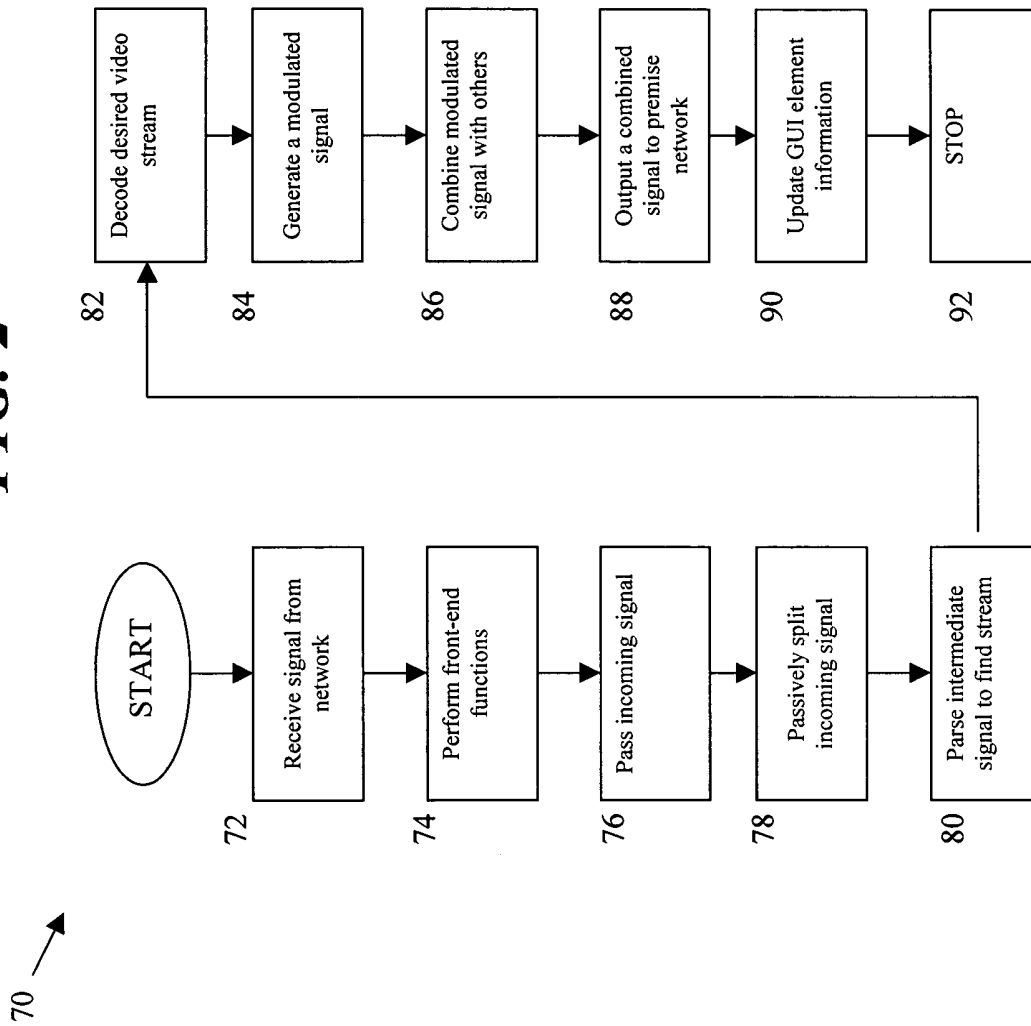 FIG. 2
70
START
72
Receive signal from
network
74
Perform front-end
functions
76
Pass incoming signal
78
Passively split
incoming signal
80
Parse intermediate
signal to find stream
82
Decode desired video
stream
84
Generate a modulated
signal
86
Combine modulated
signal with others
88
Output a combined
signal to premise
network
90
Update GUI element
information
92
STOP